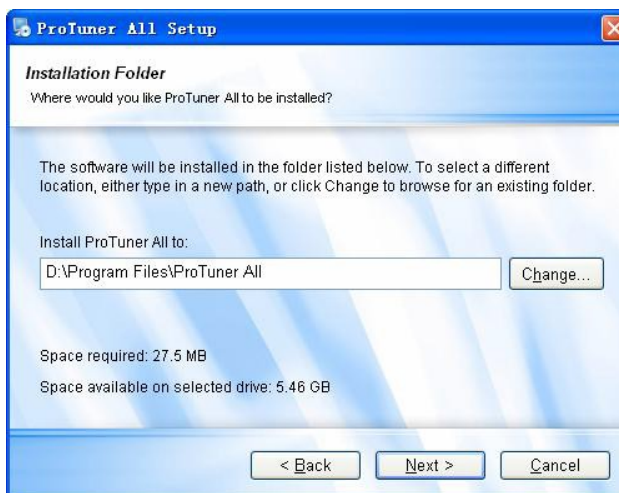 ProTuner All Setup
Installation Folder
Where would you like ProTuner All to be installed?
The software will be installed in the folder listed below. To select a different
location, either type in a new path, or click Change to browse for an existing folder.
Install ProTuner All to:
D:\Program Files\ProTuner All
Change...
Space required: 27.5 MB
Space available on selected drive: 5.46 GB
< Back
Next >
Cancel